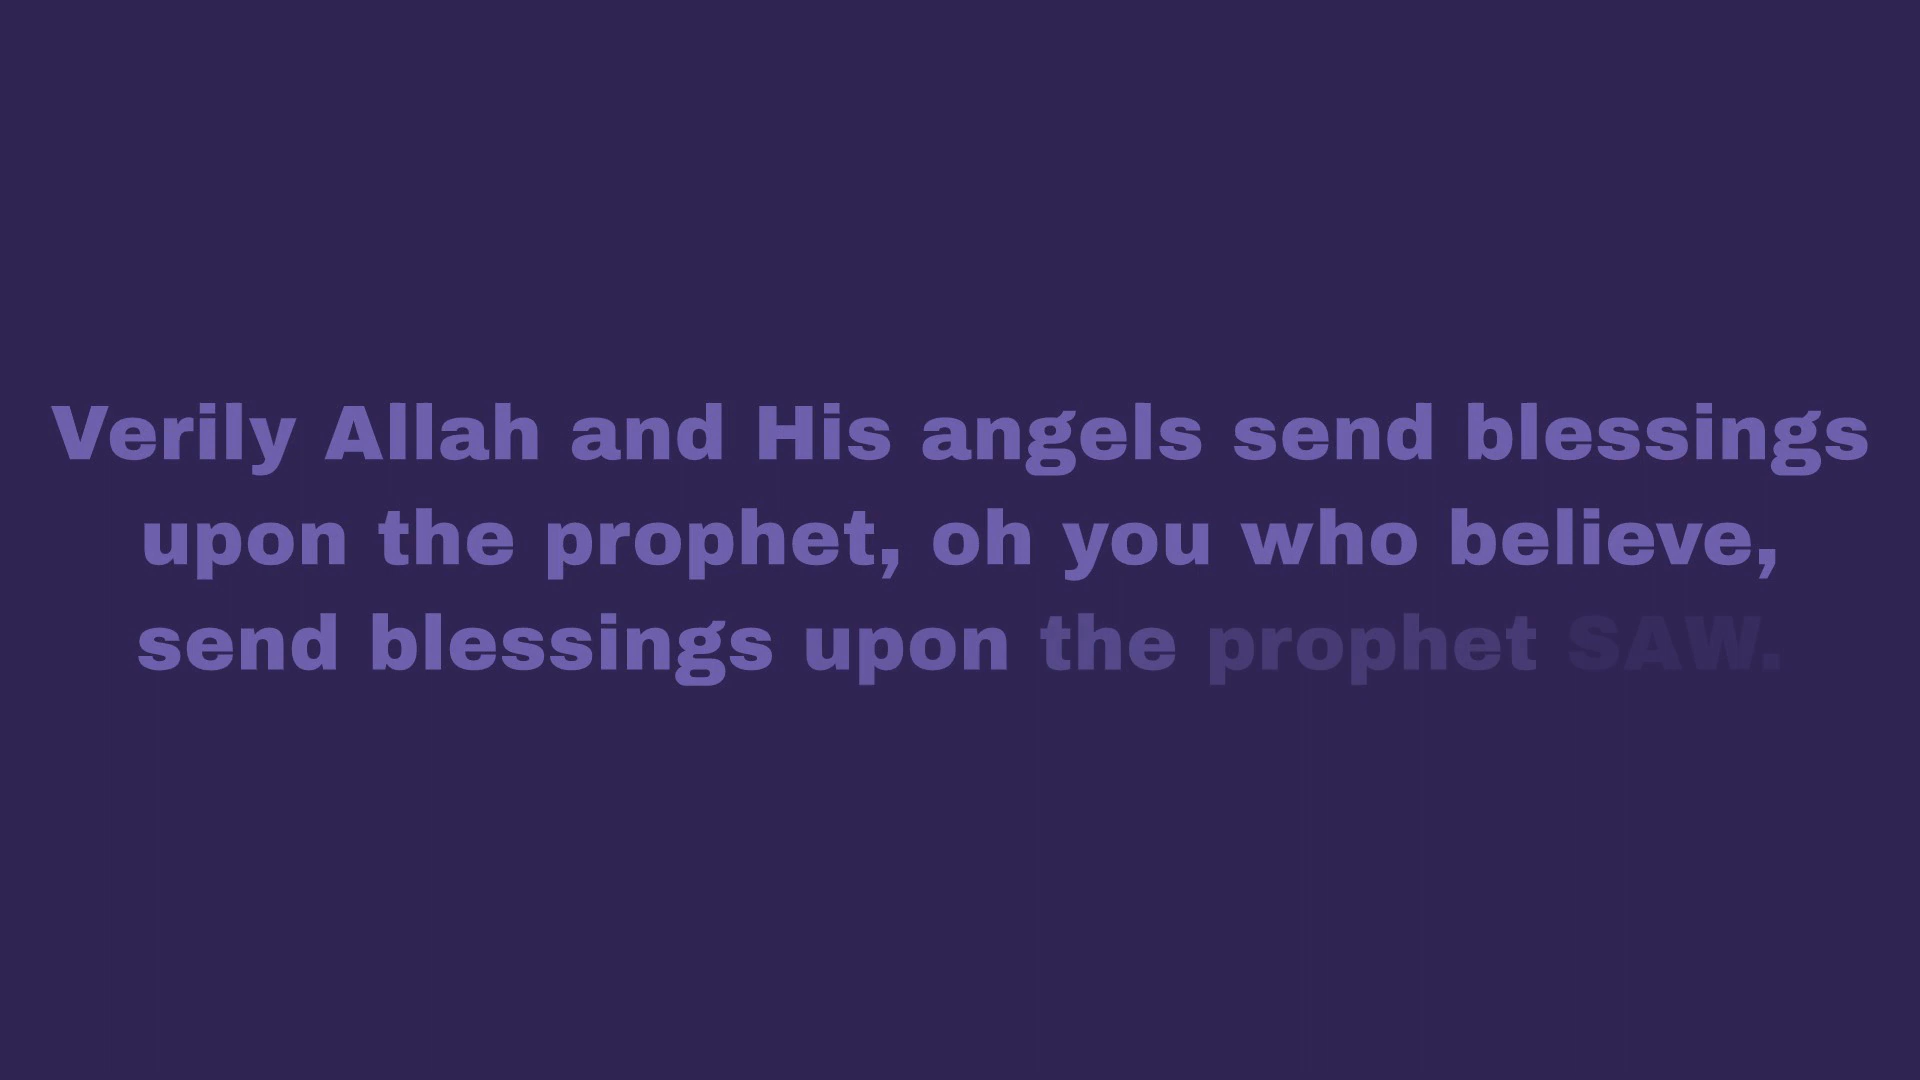 Verily Allah and His angels send blessings
upon the prophet, oh you who believe,
send blessings upon the prophet SAW.